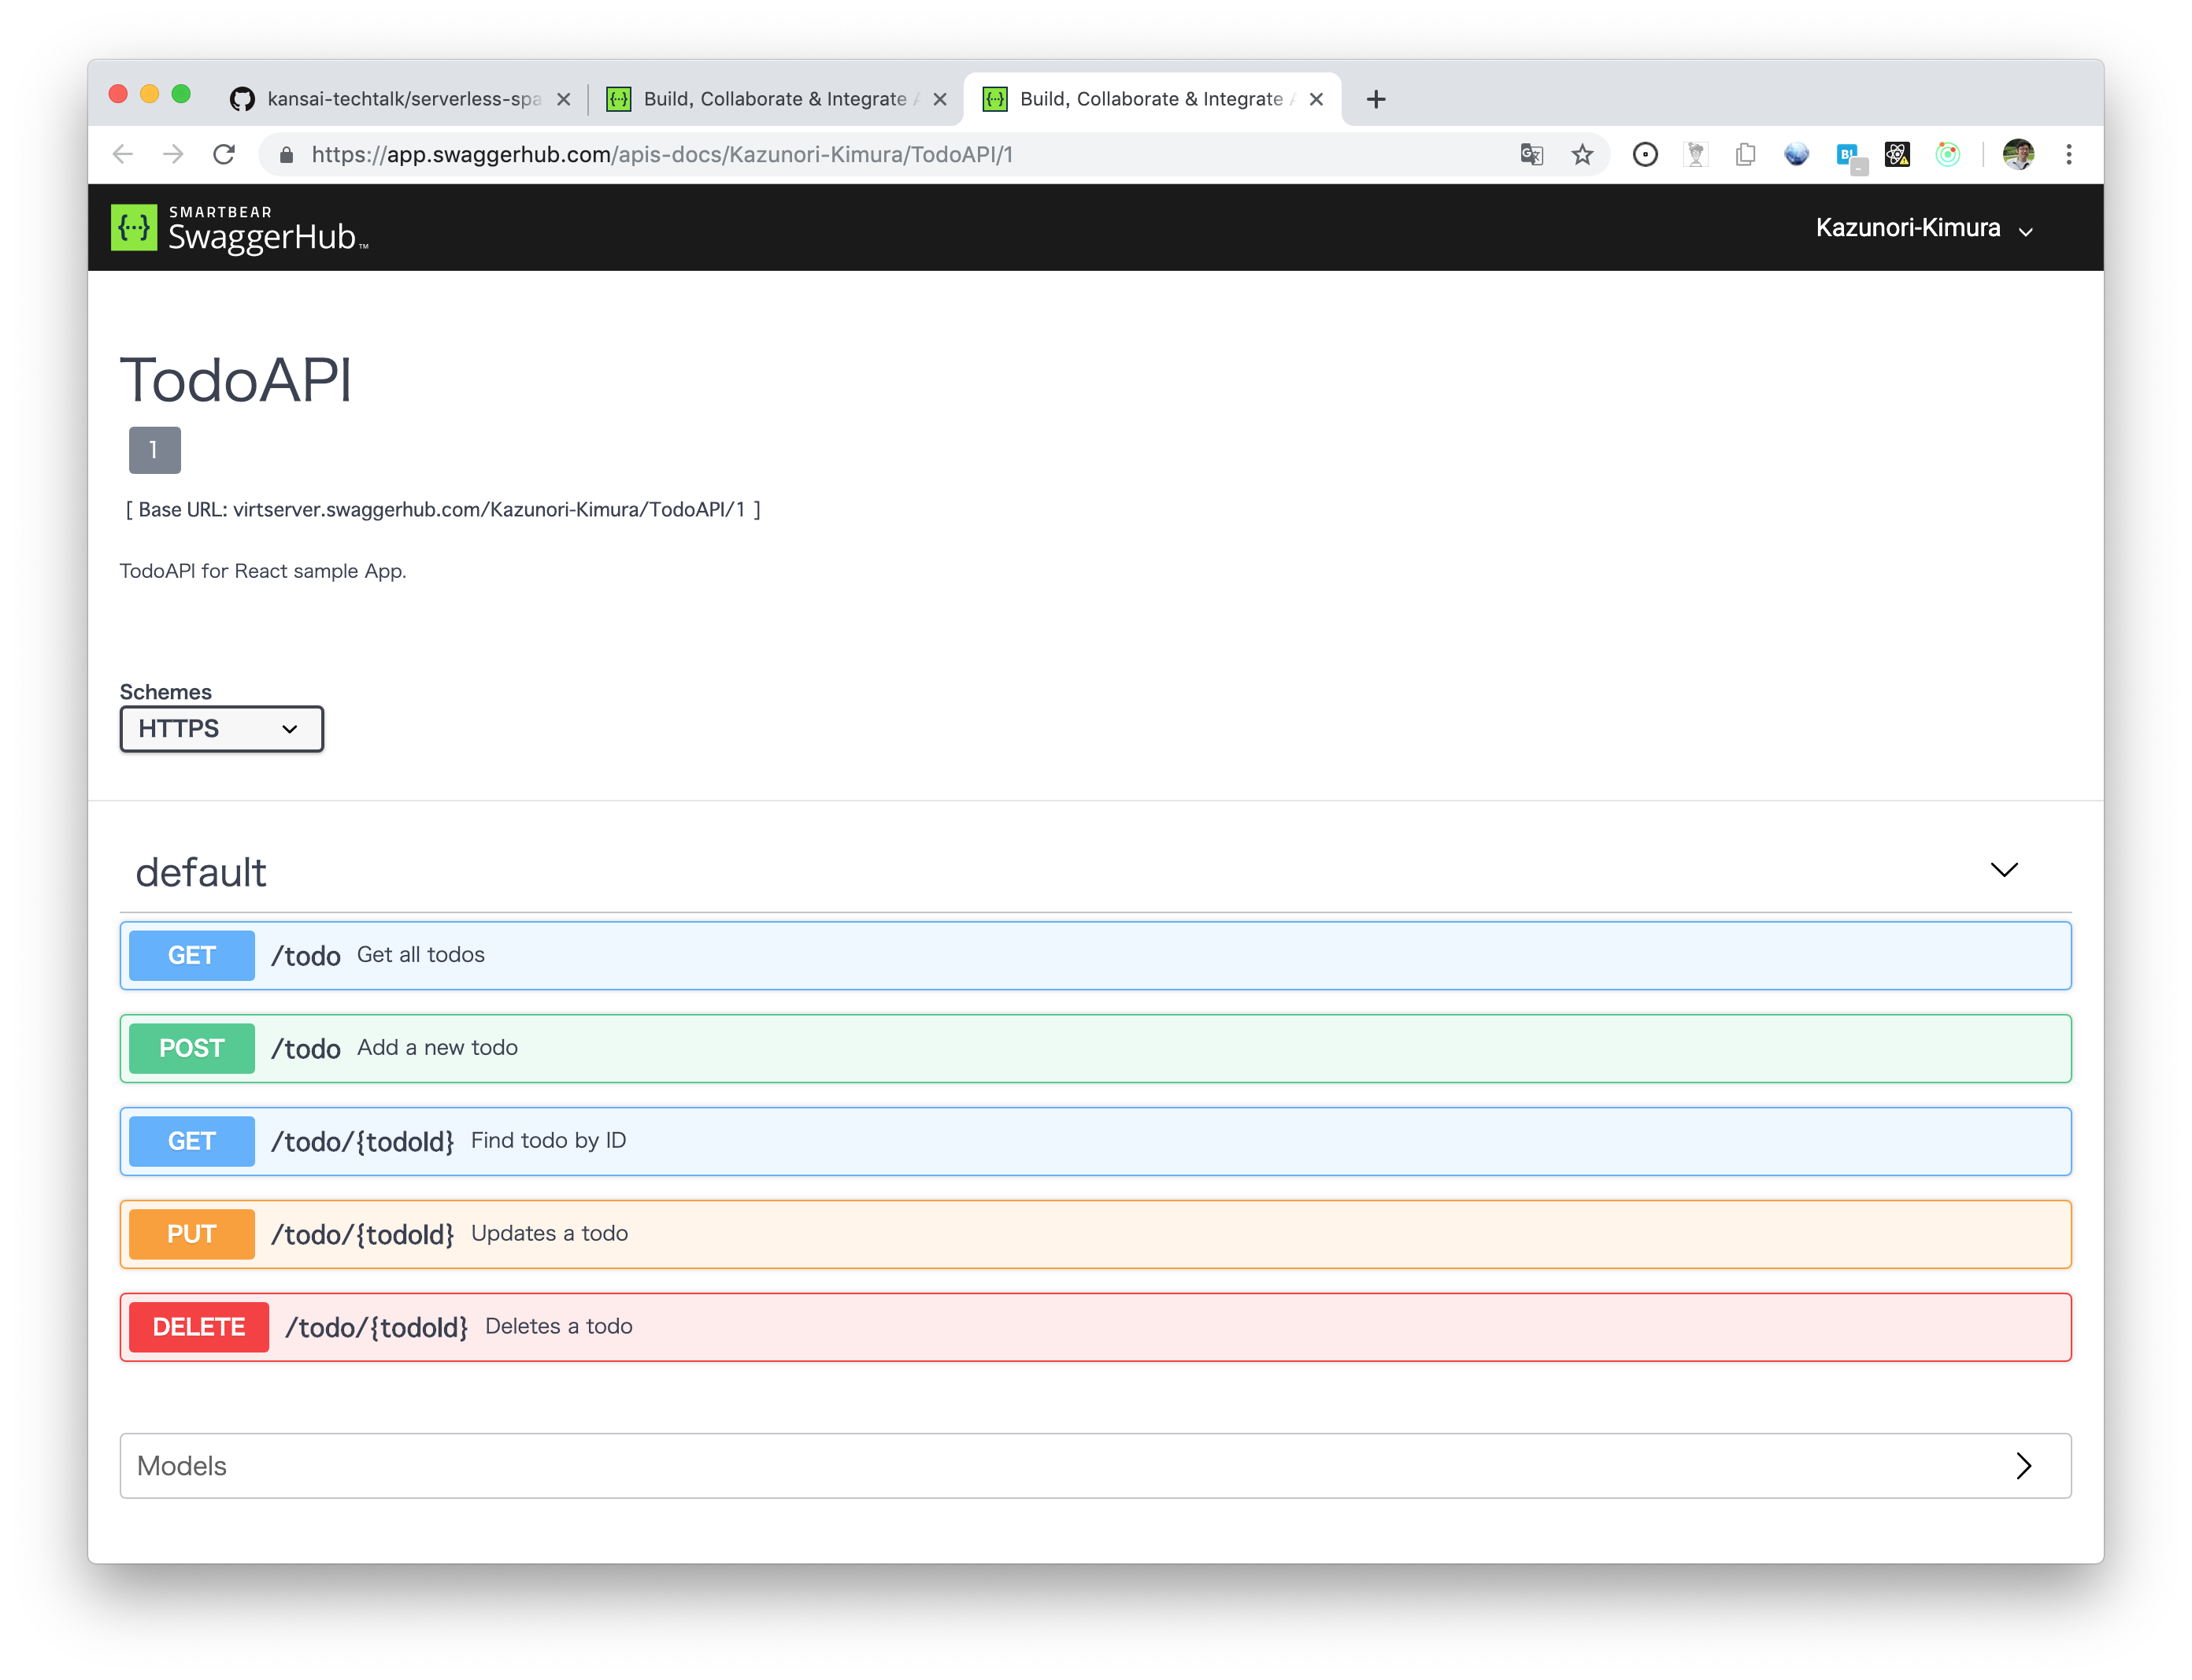 kansai-techtalk/serverless-spa
Build, Collaborate & Integrate A
Build, Collaborate & Integrate A
https://app.swaggerhub.com/apis-docs/Kazunori-Kimura/TodoAPI/1
B!
SMARTBEAR
SwaggerHub™
Kazunori-Kimura
TodoAPI
1
[ Base URL: virtserver.swaggerhub.com/Kazunori-Kimura/TodoAPI/1 ]
TodoAPI for React sample App.
Schemes
HTTPS
default
GET /todo Get all todos
POST /todo Add a new todo
GET /todo/{todoId} Find todo by ID
PUT /todo/{todoId} Updates a todo
DELETE /todo/{todoId} Deletes a todo
Models